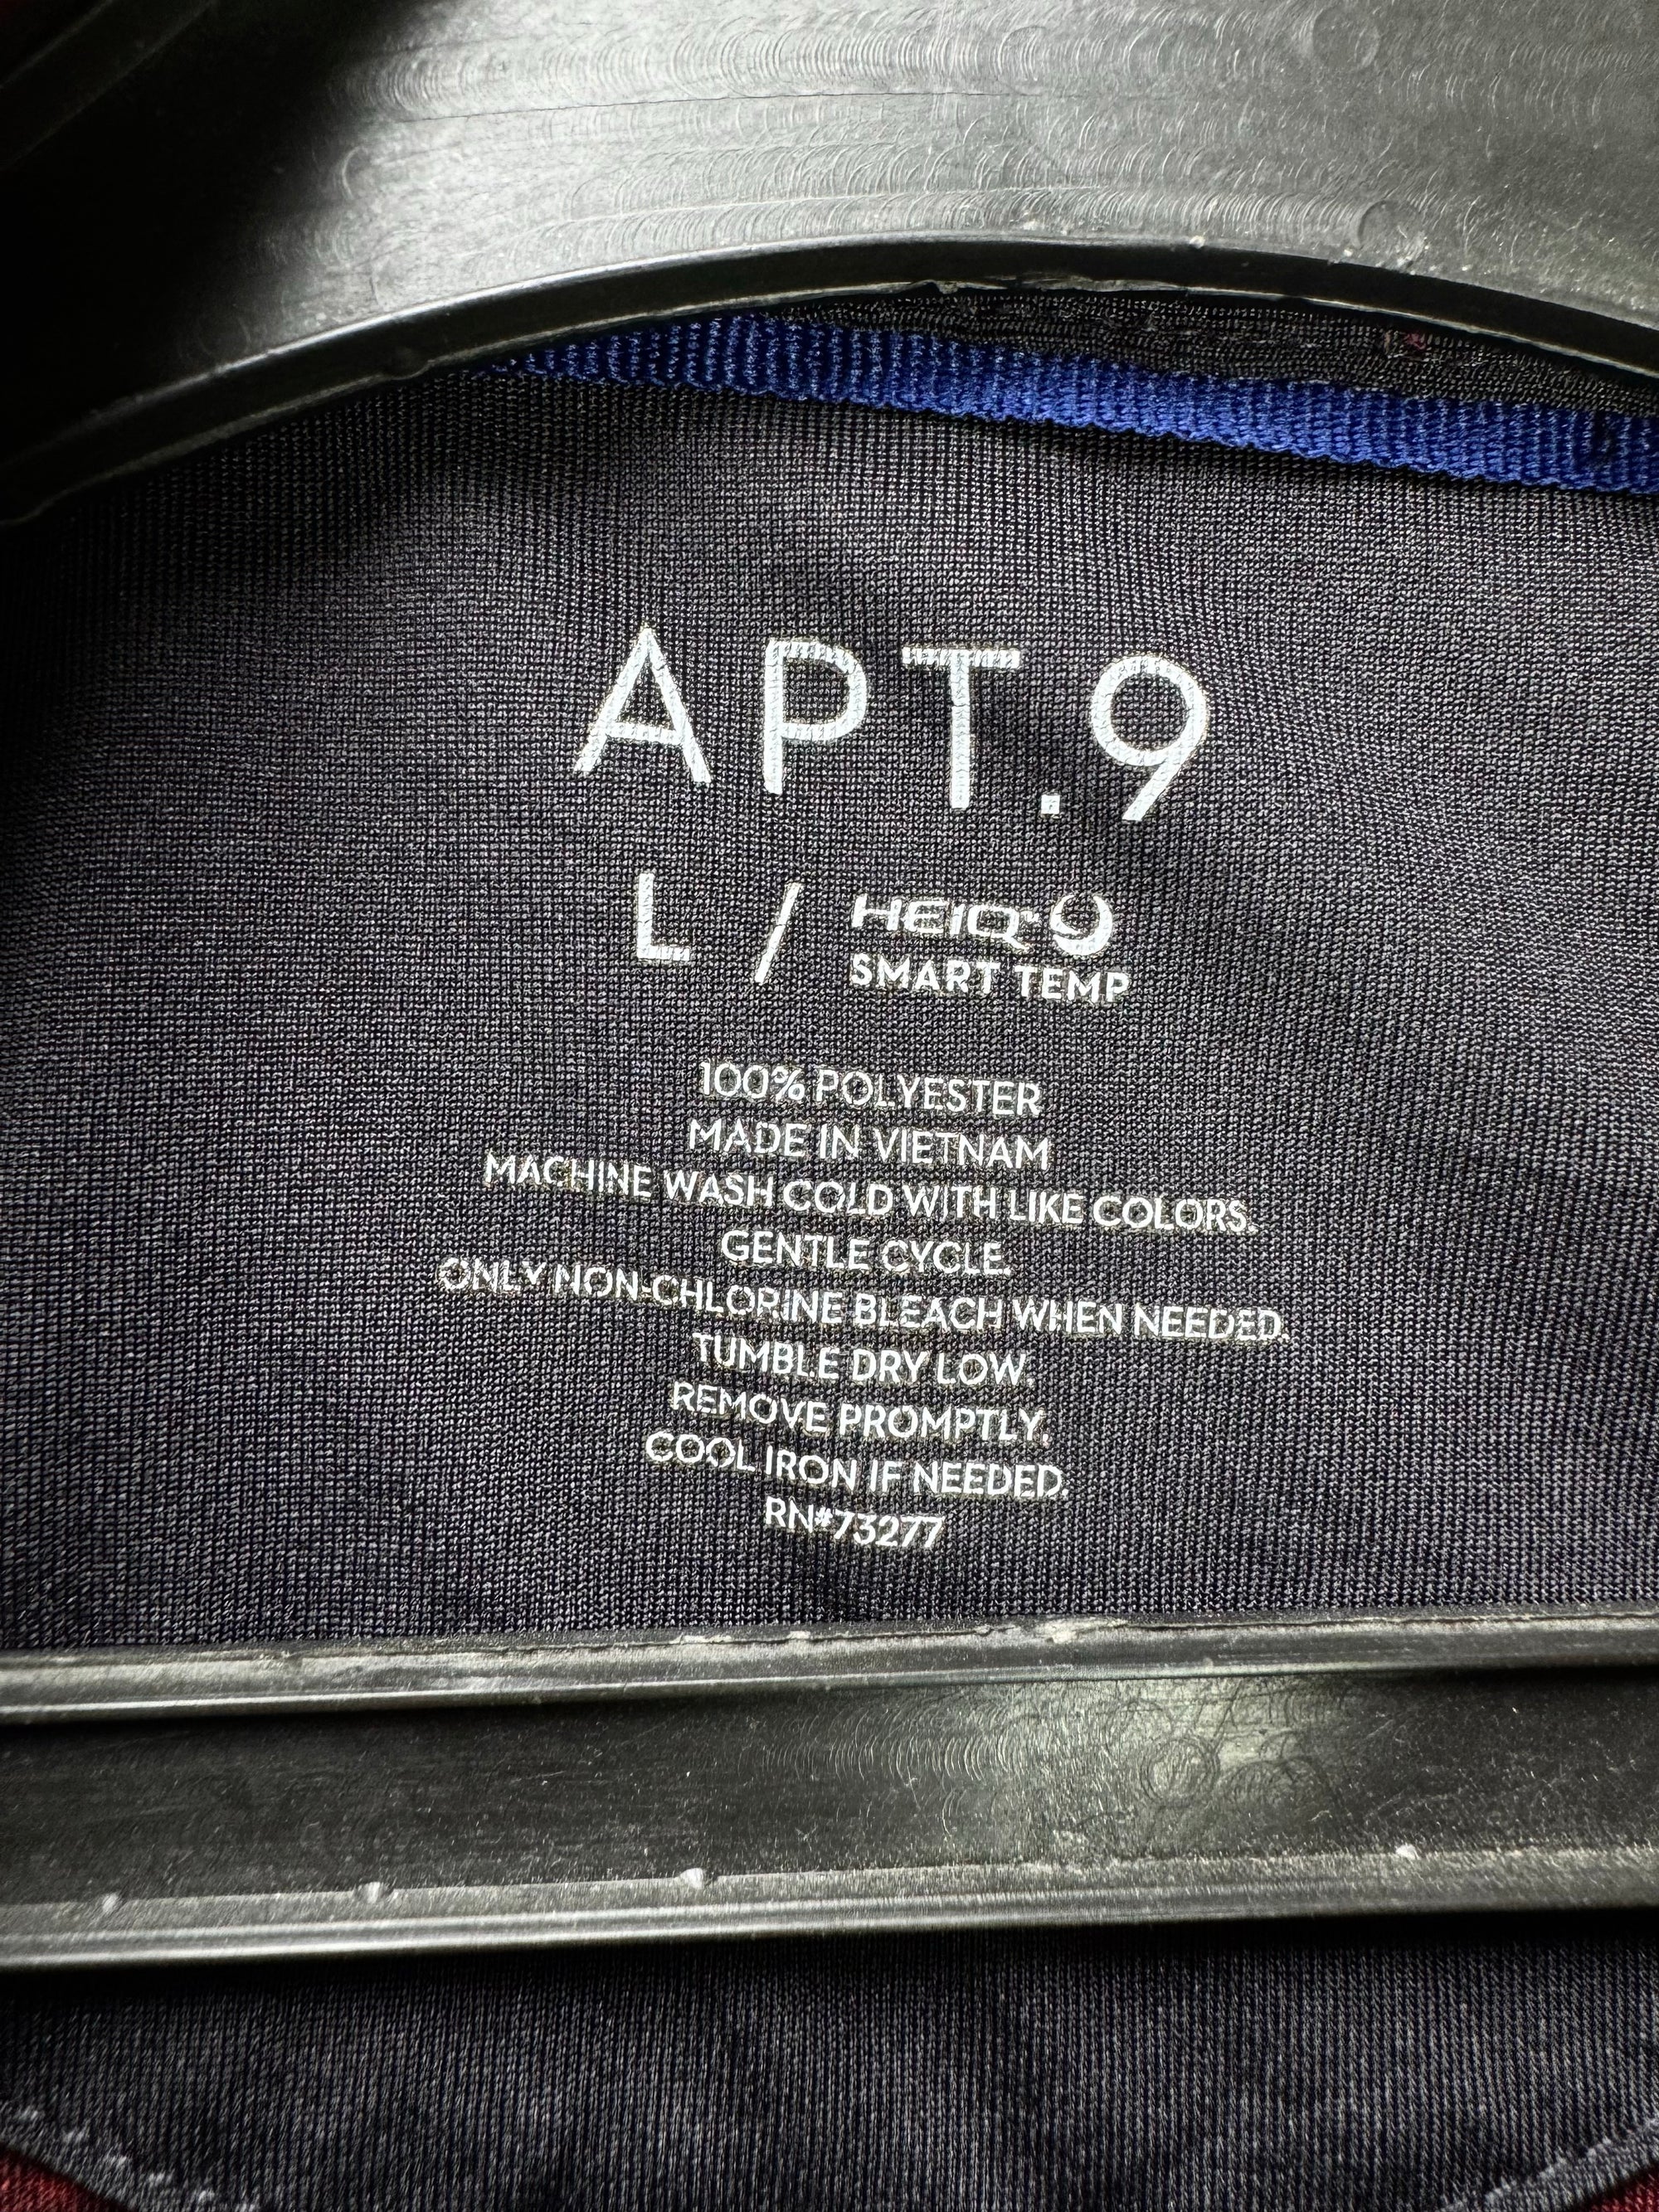 APT.9
L / HEIQ
SMART TEMP
100% POLYESTER
MADE IN VIETNAM
MACHINE WASH COLD WITH LIKE COLORS.
GENTLE CYCLE.
ONLY NON-CHLORINE BLEACH WHEN NEEDED.
TUMBLE DRY LOW.
REMOVE PROMPTLY.
COOL IRON IF NEEDED.
RN#73277